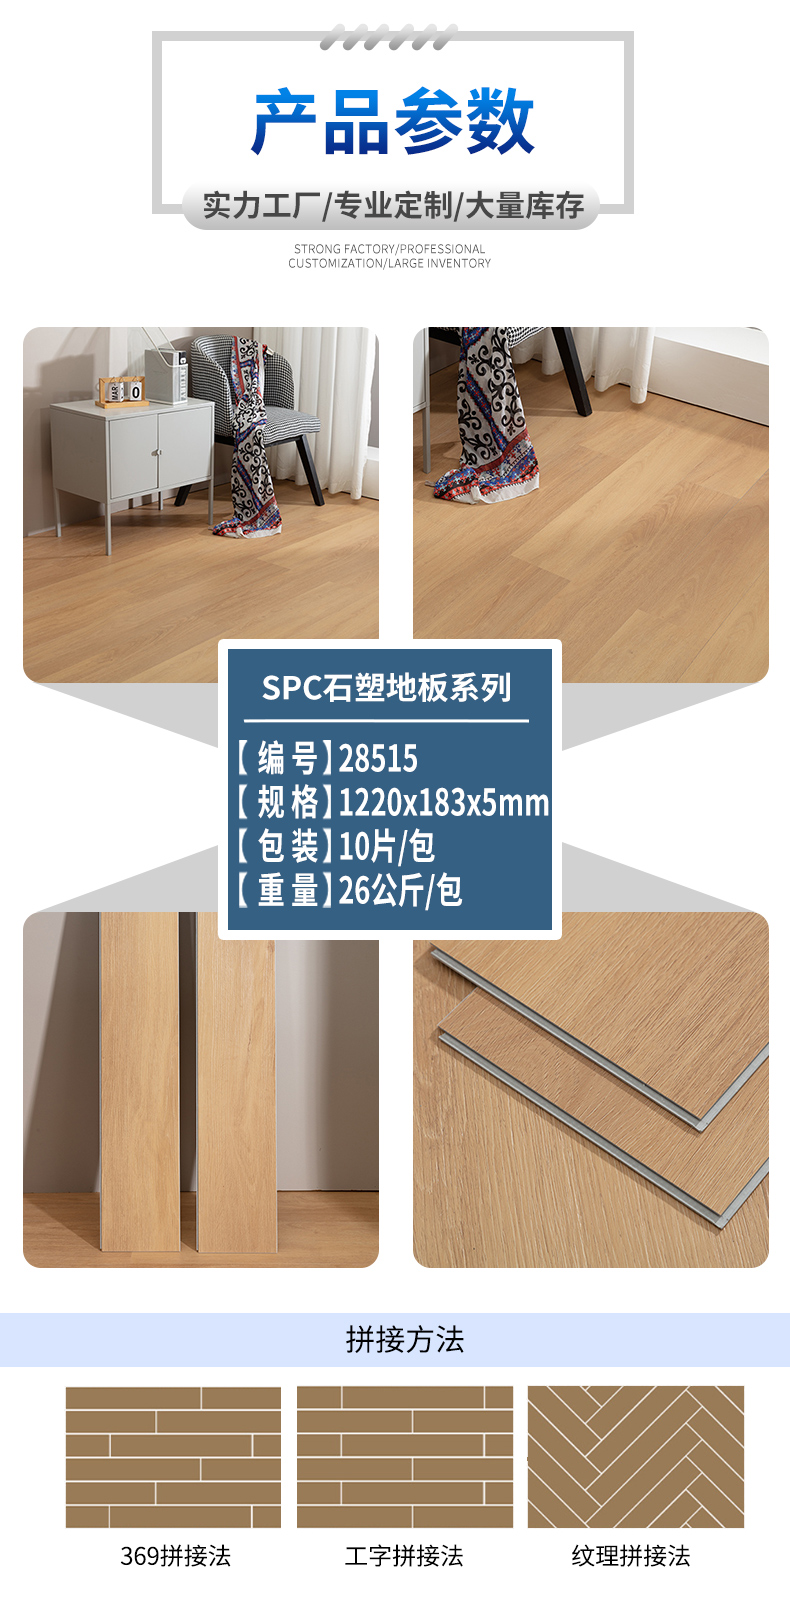 产品参数
实力工厂/专业定制/大量库存
STRONG FACTORY/PROFESSIONAL
CUSTOMIZATION/LARGE INVENTORY
MAR
0
SPC石塑地板系列
【编号】28515
【规格】1220x183x5mm
【包装】10片/包
【重量】26公斤/包
拼接方法
369拼接法
工字拼接法
纹理拼接法